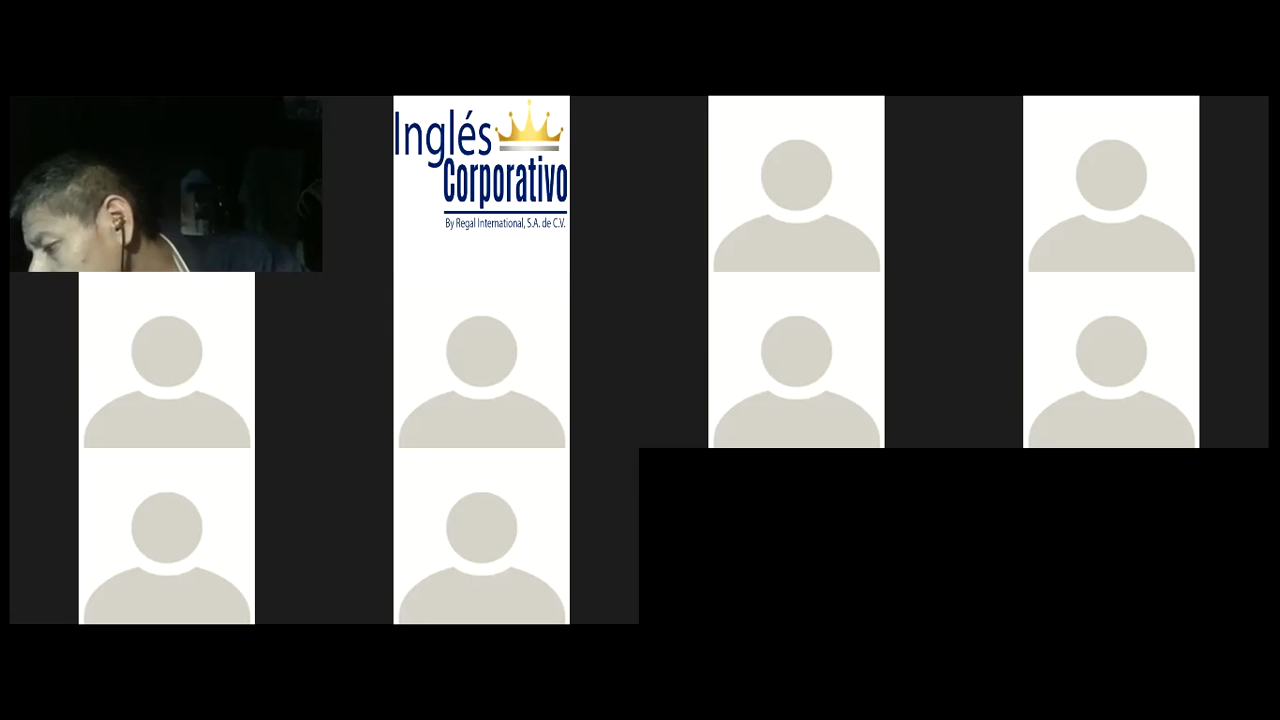 Inglés
Corporativo
By Regal International, S.A. de C.V.